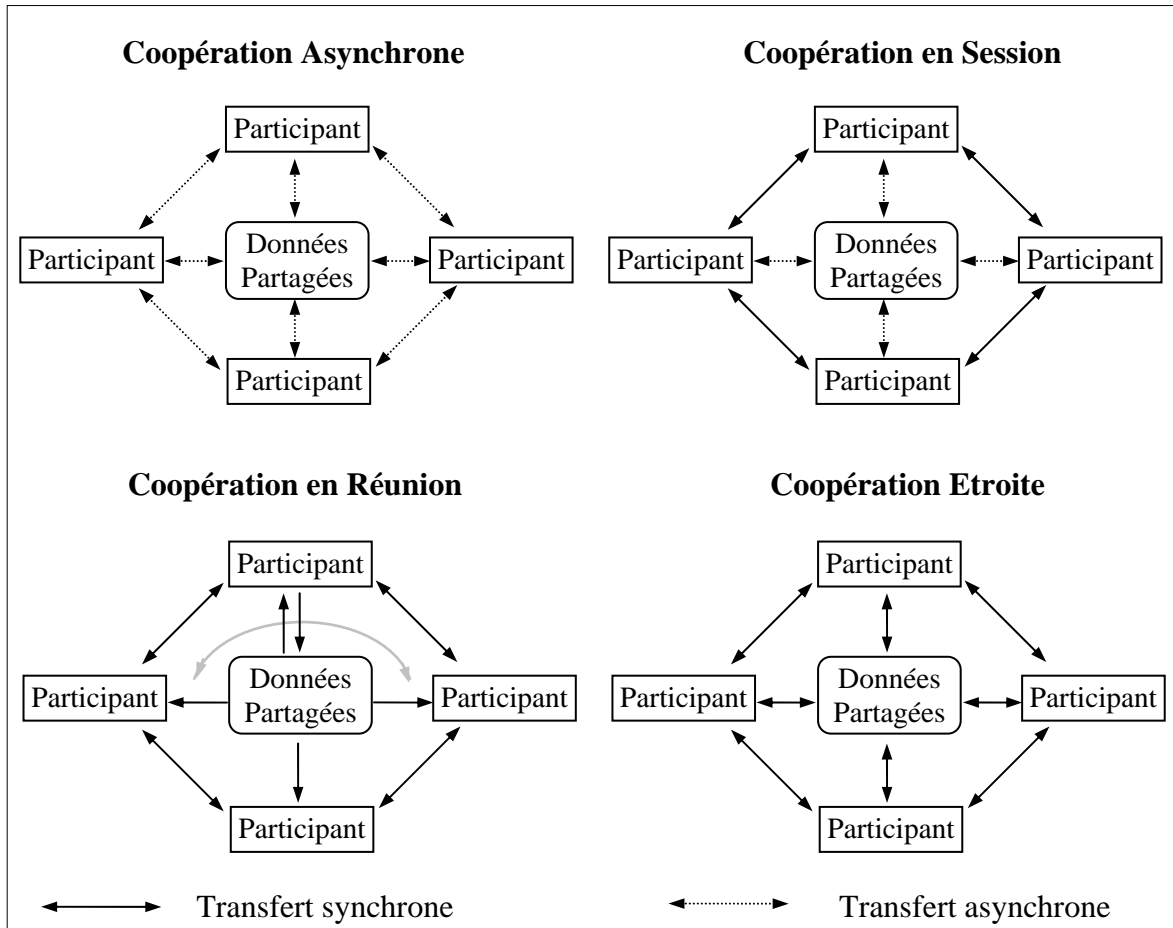 Coopération Asynchrone
Participant
Participant
Données
Partagées
Participant
Participant
Coopération en Session
Participant
Participant
Données
Partagées
Participant
Participant
Coopération en Réunion
Participant
Participant
Données
Partagées
Participant
Participant
Coopération Etroite
Participant
Participant
Données
Partagées
Participant
Participant
Transfert synchrone
Transfert asynchrone